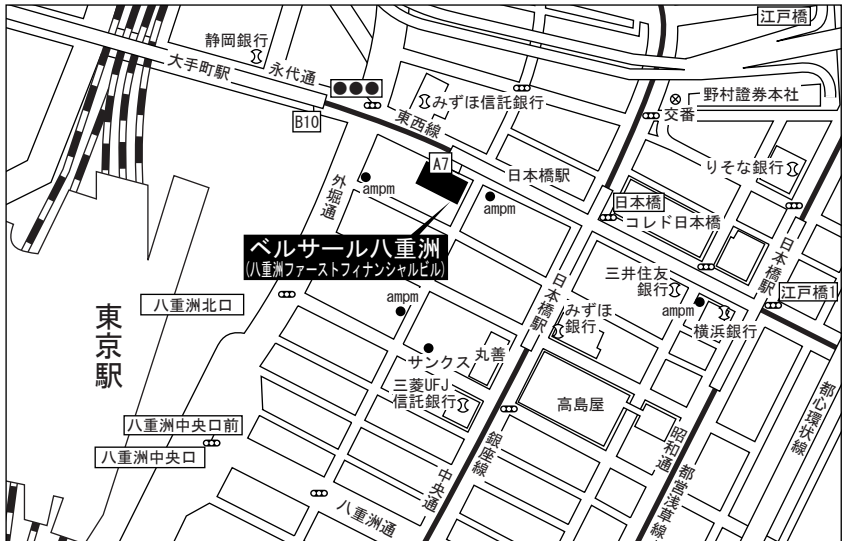 江戸橋
静岡銀行
大手町駅
永代通
みずほ信託銀行
野村證券本社
交番
B10
東西線
A7
日本橋駅
りそな銀行
外堀通
ampm
ampm
日本橋
コレド日本橋
ベルサール八重洲
(八重洲ファーストフィナンシャルビル)
日本橋駅
三井住友
銀行
日本橋駅
江戸橋1
八重洲北口
ampm
みずほ
銀行
ampm
横浜銀行
東京駅
サンクス
丸善
三菱UFJ
信託銀行
高島屋
都心環状線
八重洲中央口前
八重洲中央口
銀座線
昭和通
中央通
都営浅草線
八重洲通